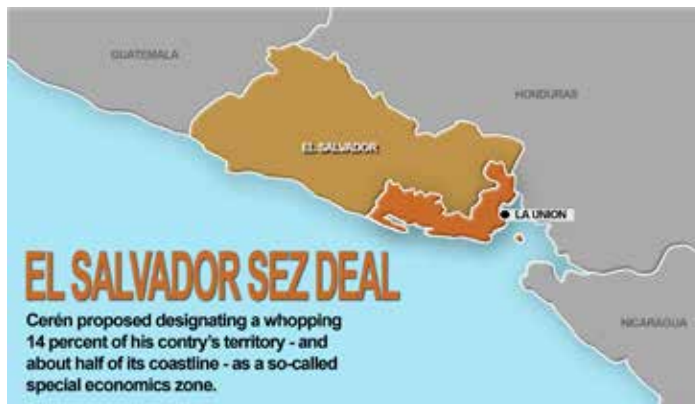 GUATEMALA
HONDURAS
EL SALVADOR
LA UNION
EL SALVADOR SEZ DEAL
Cerén proposed designating a whopping
14 percent of his contry's territory - and
about half of its coastline - as a so-called
special economics zone.
NICARAGUA